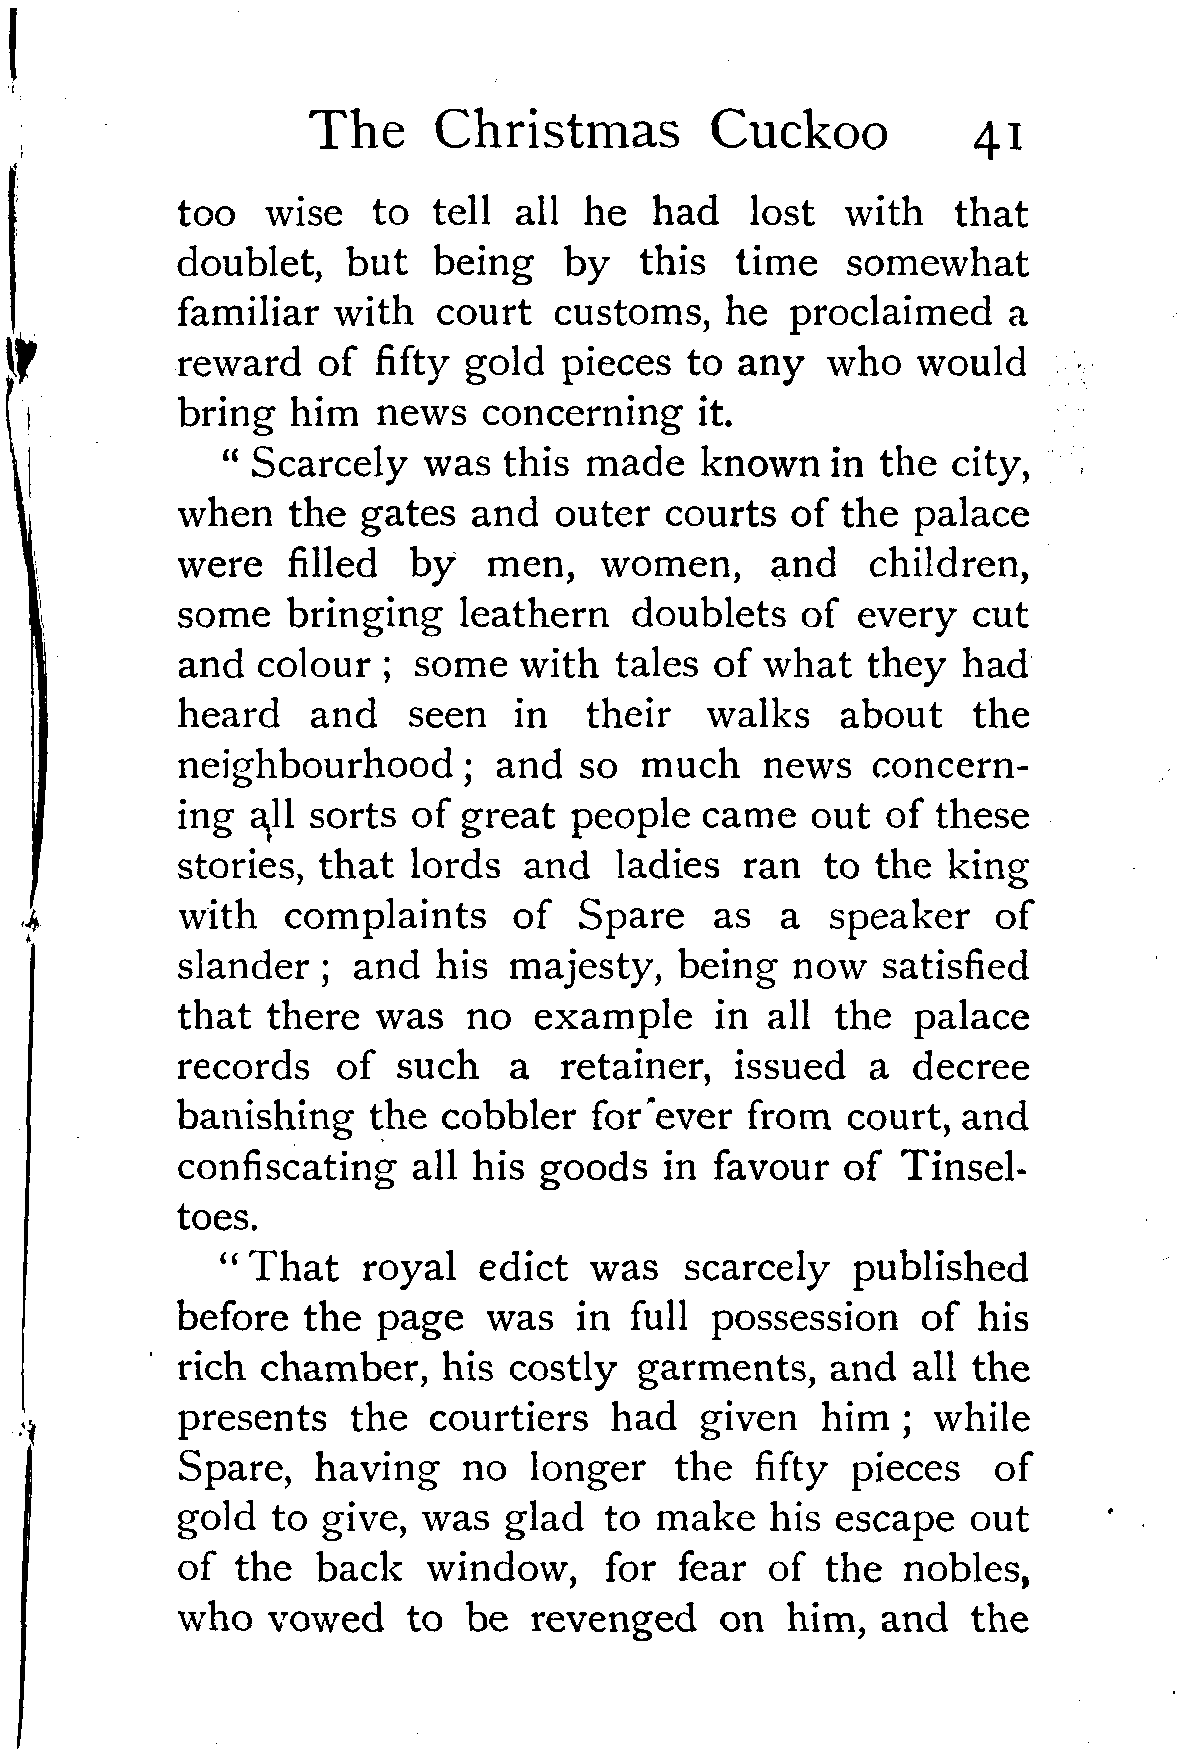 The Christmas Cuckoo 41
too wise to tell all he had lost with that
doublet, but being by this time somewhat
familiar with court customs, he proclaimed a
reward of fifty gold pieces to any who would
bring him news concerning it.
“ Scarcely was this made known in the city,
when the gates and outer courts of the palace
were filled by men, women, and children,
some bringing leathern doublets of every cut
and colour ; some with tales of what they had
heard and seen in their walks about the
neighbourhood ; and so much news concern-
ing all sorts of great people came out of these
stories, that lords and ladies ran to the king
with complaints of Spare as a speaker of
slander ; and his majesty, being now satisfied
that there was no example in all the palace
records of such a retainer, issued a decree
banishing the cobbler for ever from court, and
confiscating all his goods in favour of Tinsel-
toes.
“ That royal edict was scarcely published
before the page was in full possession of his
rich chamber, his costly garments, and all the
presents the courtiers had given him ; while
Spare, having no longer the fifty pieces of
gold to give, was glad to make his escape out
of the back window, for fear of the nobles,
who vowed to be revenged on him, and the